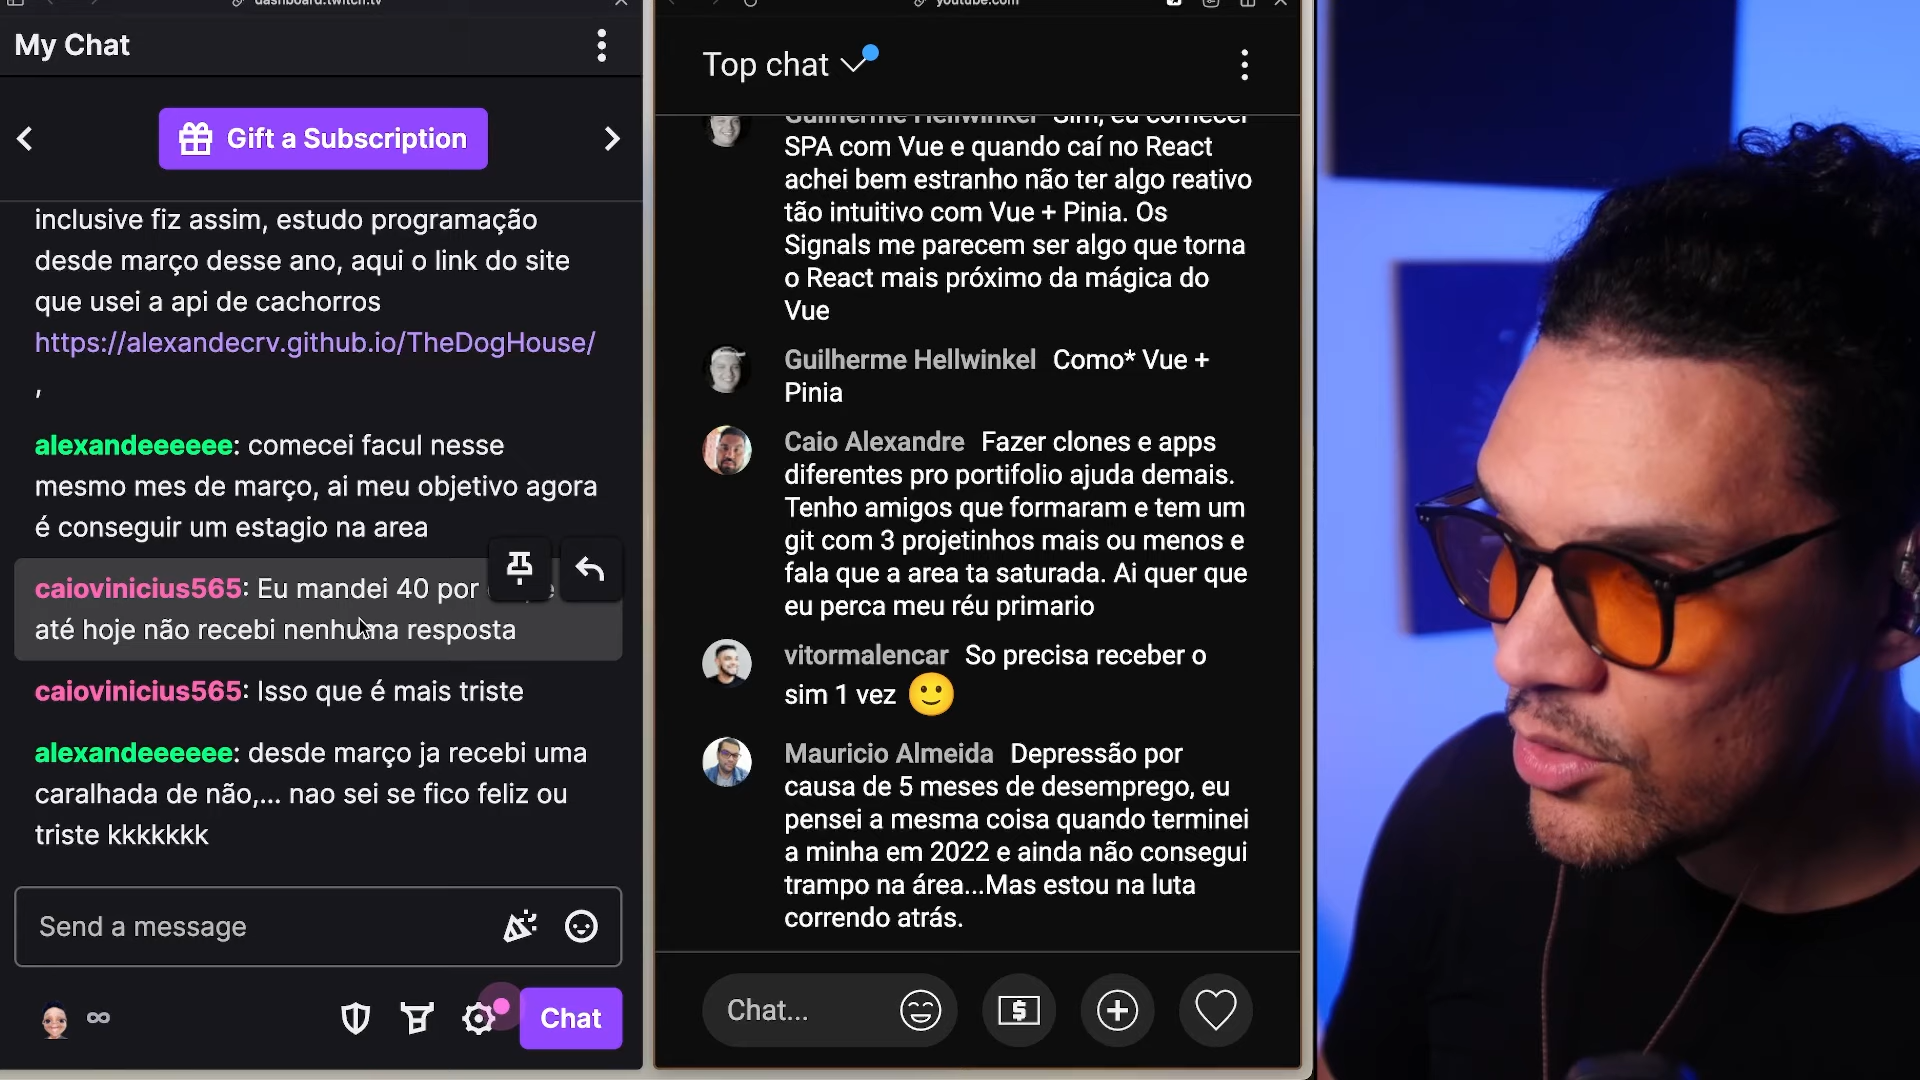 dashboard.twitch.tv
My Chat
Gift a Subscription
inclusive fiz assim, estudo programação
desde março desse ano, aqui o link do site
que usei a api de cachorros
https://alexandecrv.github.io/TheDogHouse/
,
alexandeeeeee: comecei facul nesse
mesmo mes de março, ai meu objetivo agora
é conseguir um estagio na area
caiovinicius565: Eu mandei 40 por
até hoje não recebi nenhuma resposta
caiovinicius565: Isso que é mais triste
alexandeeeeee: desde março ja recebi uma
caralhada de não,... nao sei se fico feliz ou
triste kkkkkkk
Send a message
Chat
youtube.com
Top chat
Guilherme Hellwinkel Sim, eu comecei
SPA com Vue e quando caí no React
achei bem estranho não ter algo reativo
tão intuitivo com Vue + Pinia. Os
Signals me parecem ser algo que torna
o React mais próximo da mágica do
Vue
Guilherme Hellwinkel Como* Vue +
Pinia
Caio Alexandre Fazer clones e apps
diferentes pro portifolio ajuda demais.
Tenho amigos que formaram e tem um
git com 3 projetinhos mais ou menos e
fala que a area ta saturada. Ai quer que
eu perca meu réu primario
vitormalencar So precisa receber o
sim 1 vez 🙂
Mauricio Almeida Depressão por
causa de 5 meses de desemprego, eu
pensei a mesma coisa quando terminei
a minha em 2022 e ainda não consegui
trampo na área...Mas estou na luta
correndo atrás.
Chat...